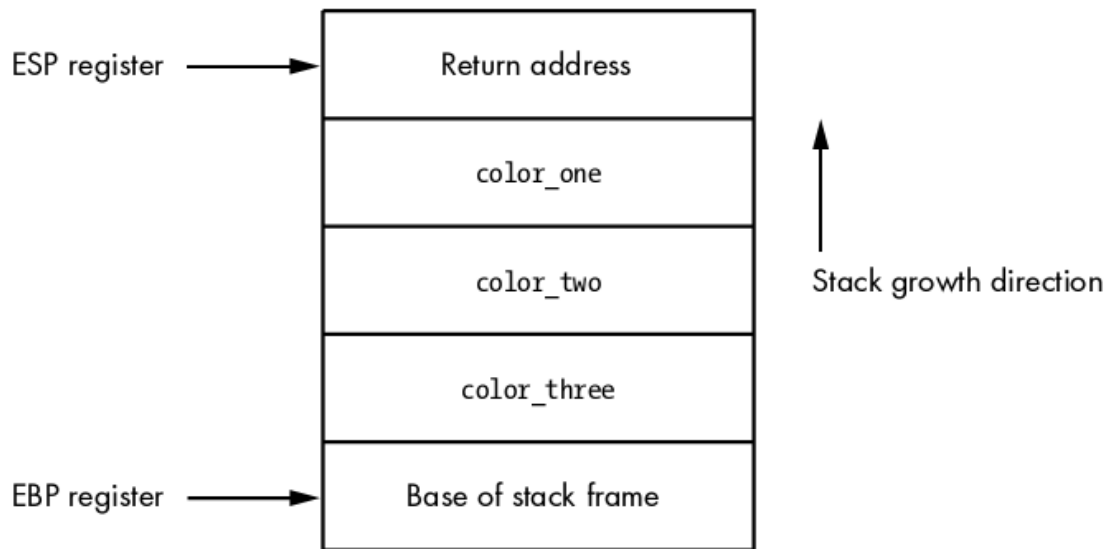 ESP register
Return address
color_one
color_two
Stack growth direction
color_three
EBP register
Base of stack frame